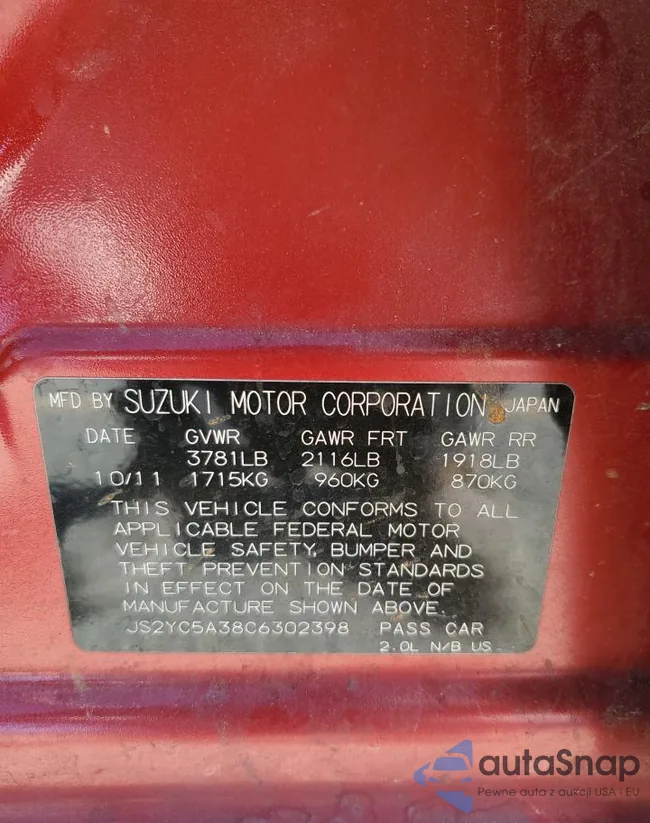 MFD BY SUZUKI MOTOR CORPORATION JAPAN
DATE GVWR GAWR FRT GAWR RR
3781LB 2116LB 1918LB
10/11 1715KG 960KG 870KG
THIS VEHICLE CONFORMS TO ALL
APPLICABLE FEDERAL MOTOR
VEHICLE SAFETY, BUMPER AND
THEFT PREVENTION STANDARDS
IN EFFECT ON THE DATE OF
MANUFACTURE SHOWN ABOVE.
JS2YC5A38C6302398 PASS CAR
2.0L N/B US
autaSnap
Pewne auta z aukcji USA i EU